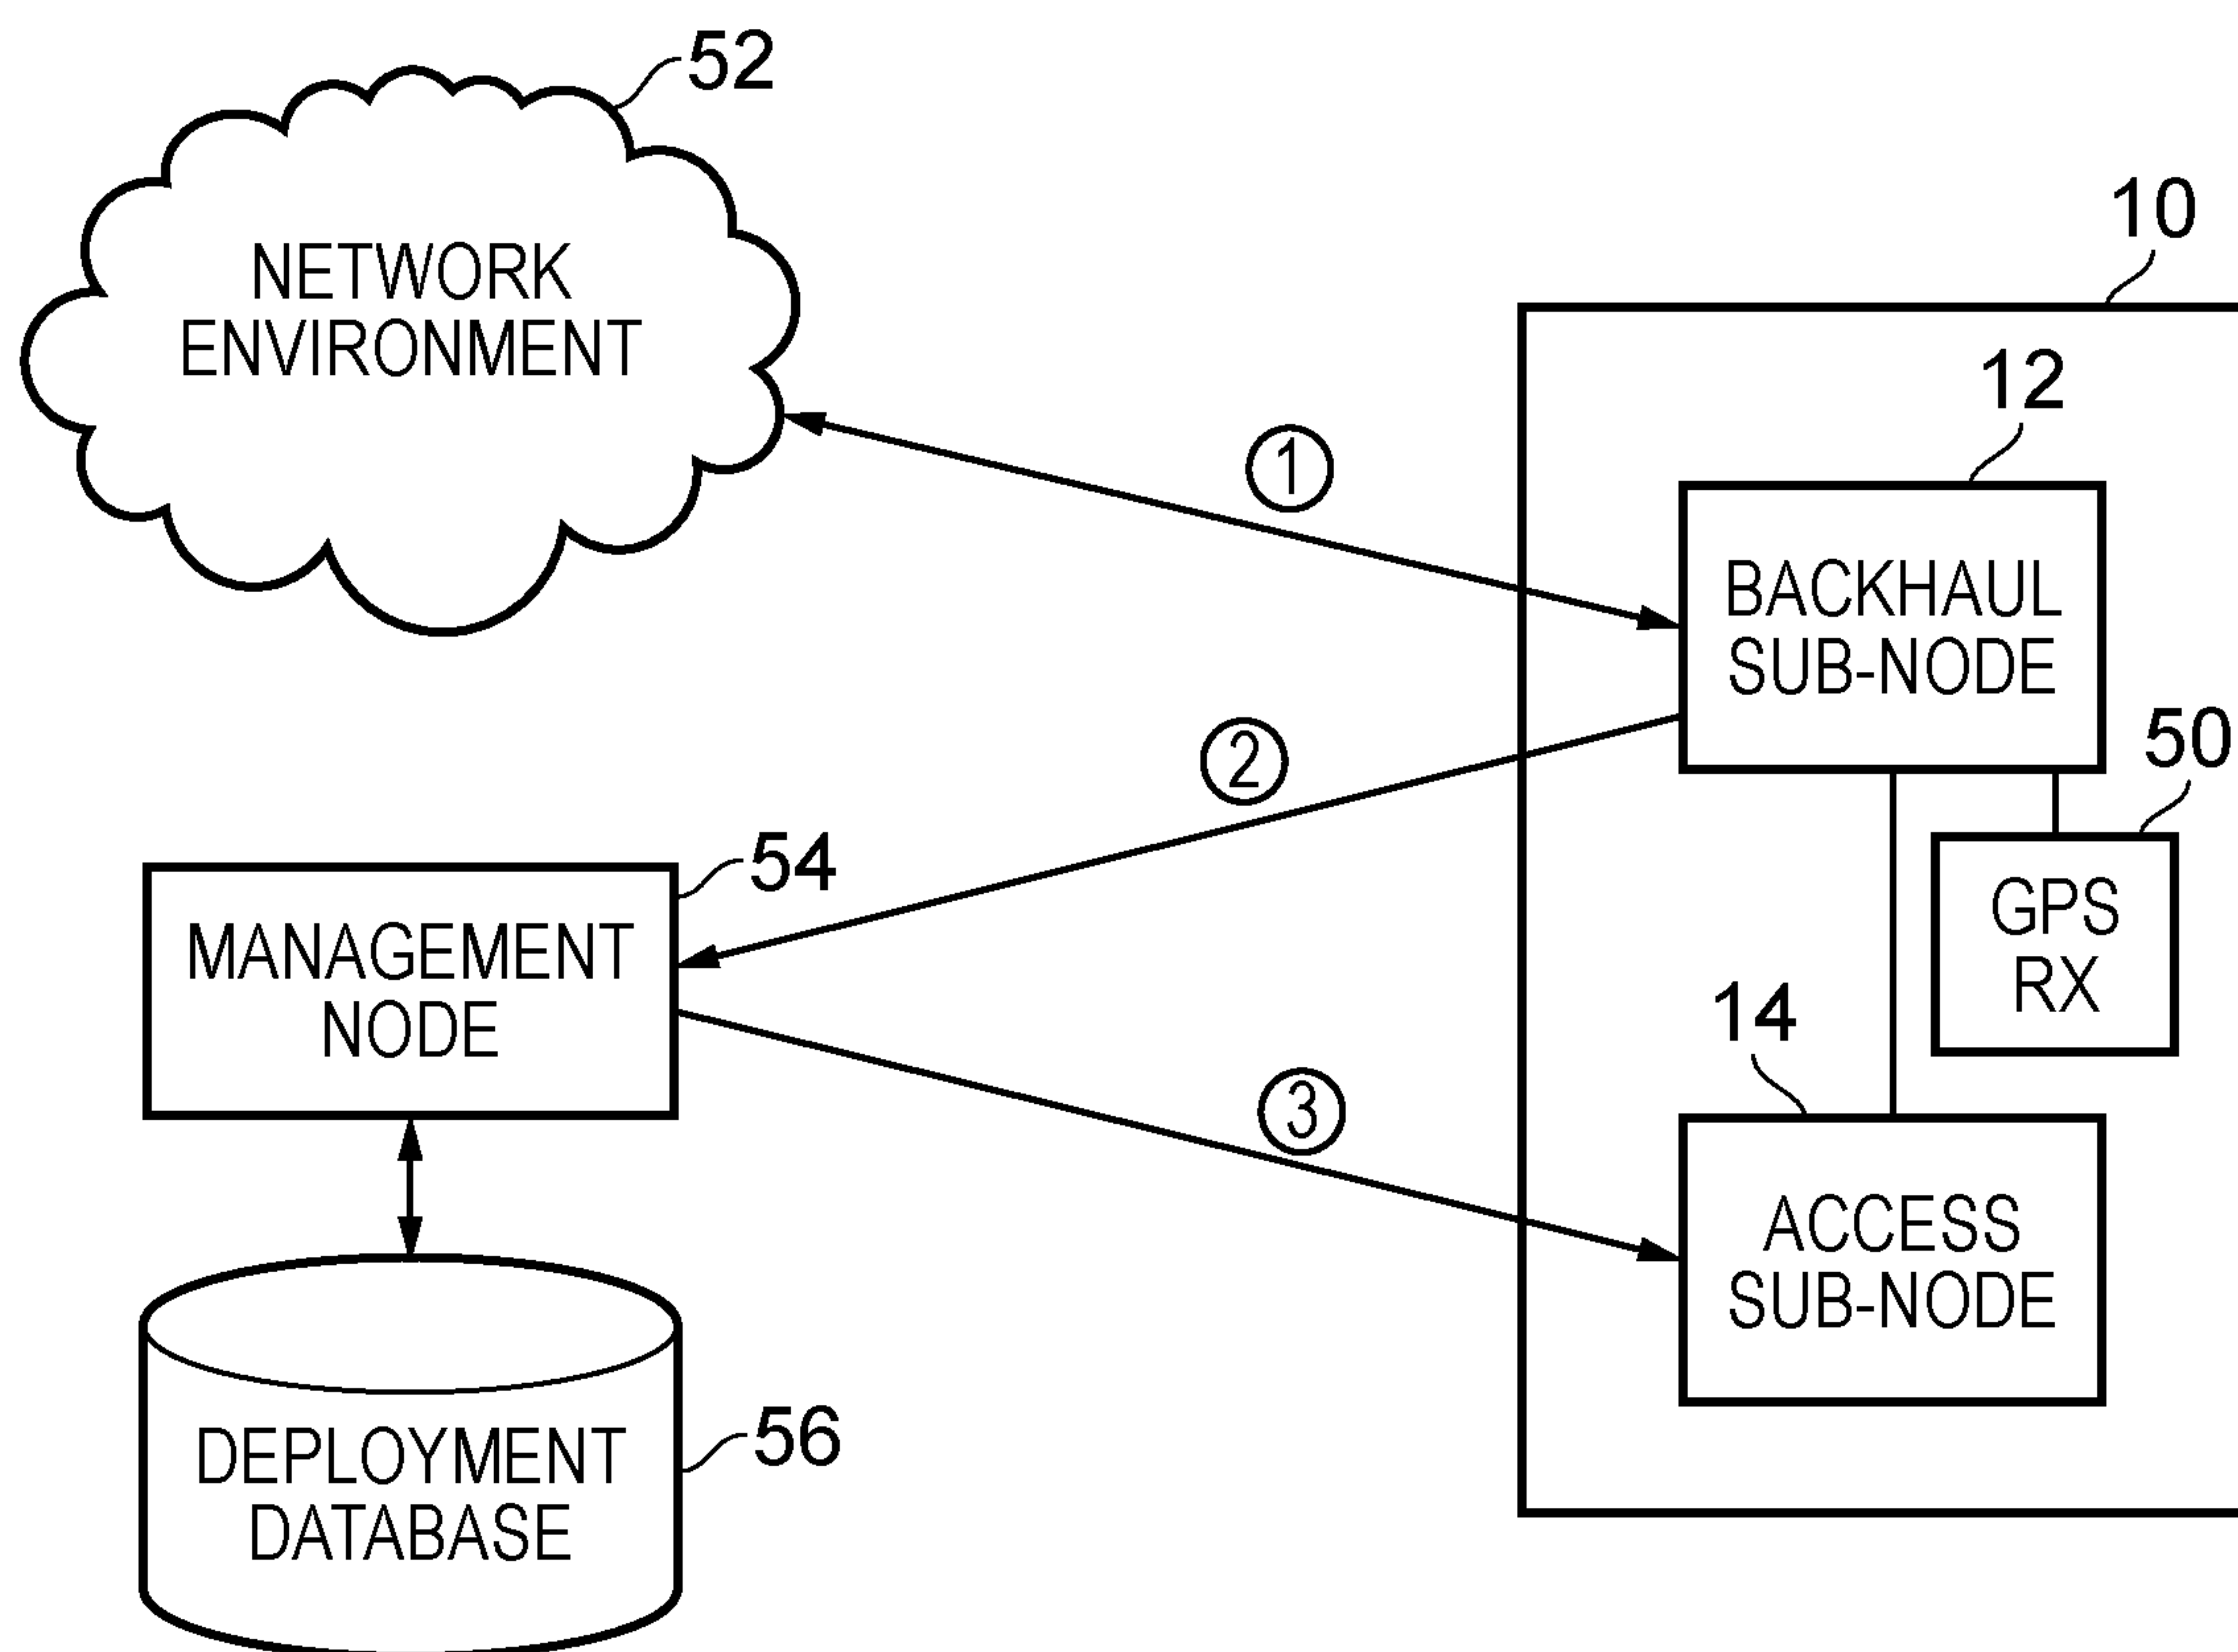 52
NETWORK
ENVIRONMENT
10
12
1
BACKHAUL
SUB-NODE
2
50
54
GPS
RX
MANAGEMENT
NODE
14
3
ACCESS
SUB-NODE
56
DEPLOYMENT
DATABASE